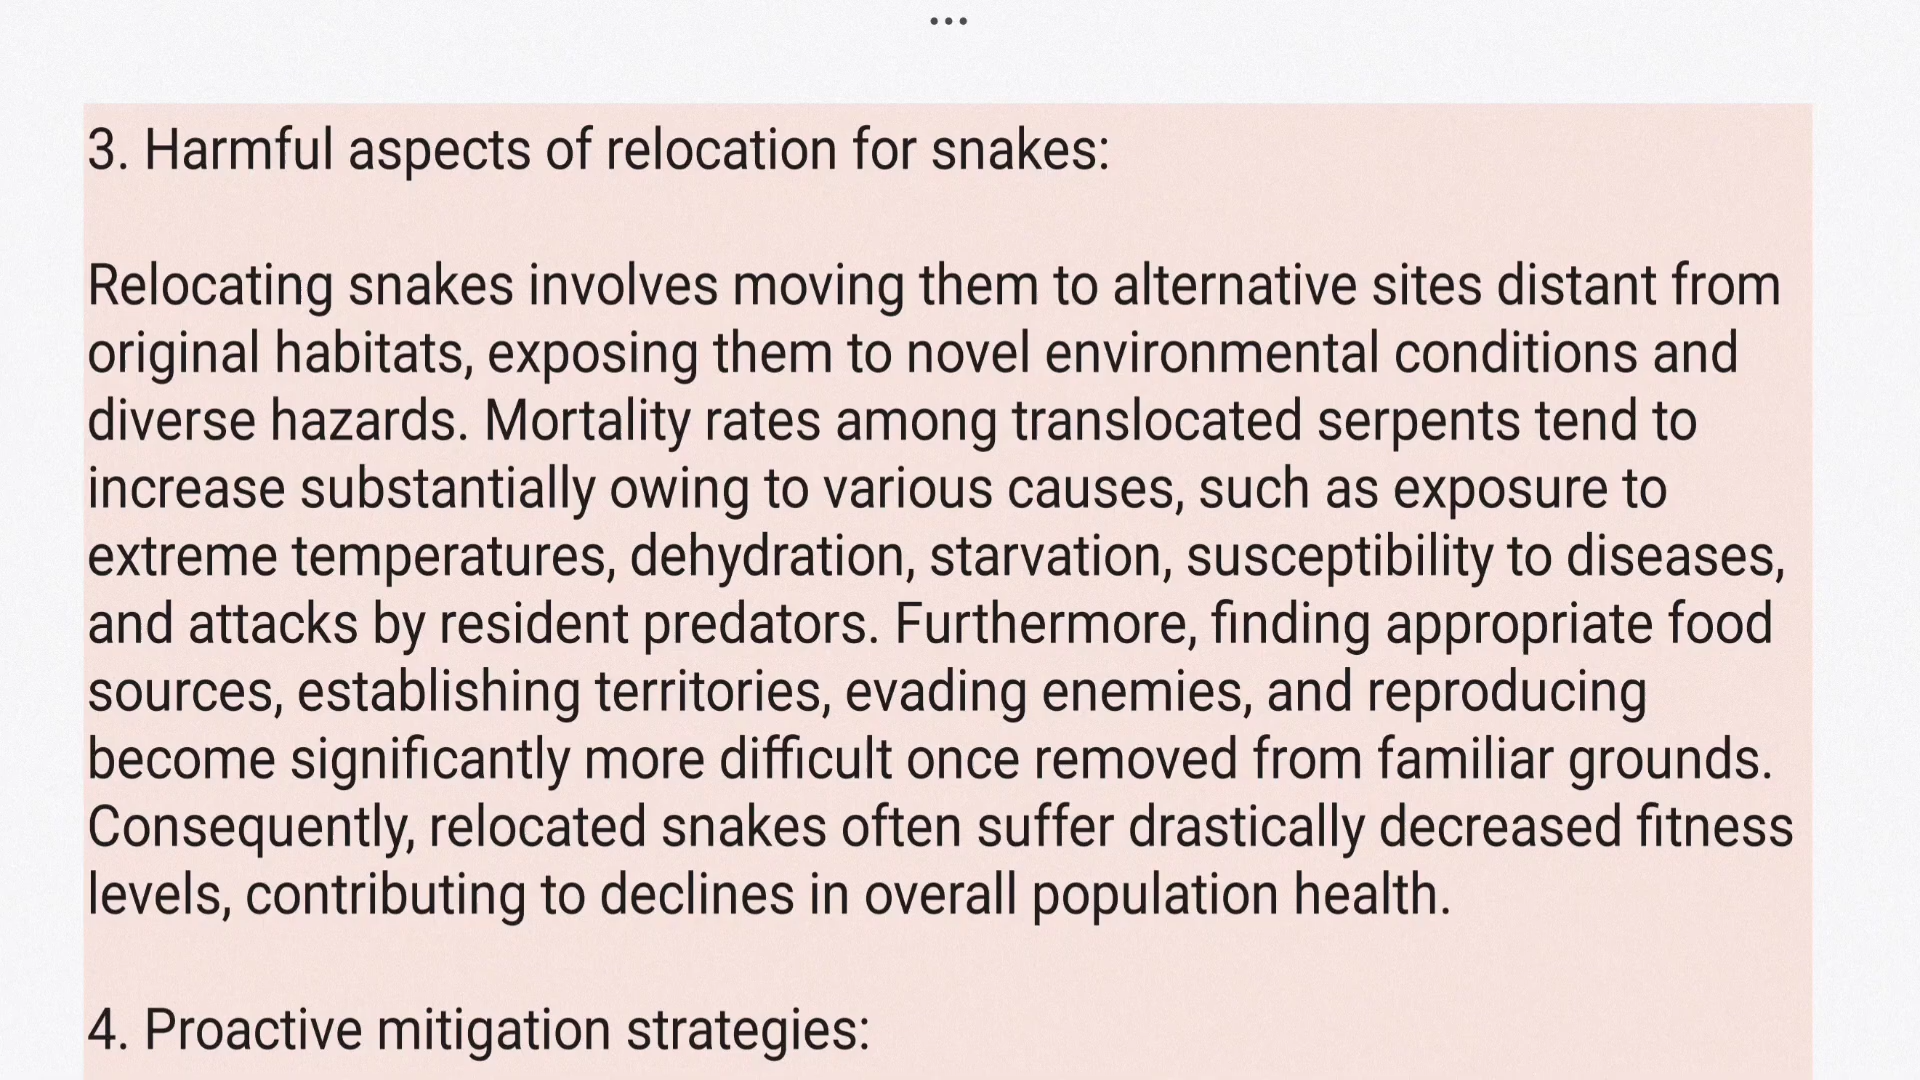 3. Harmful aspects of relocation for snakes:
Relocating snakes involves moving them to alternative sites distant from
original habitats, exposing them to novel environmental conditions and
diverse hazards. Mortality rates among translocated serpents tend to
increase substantially owing to various causes, such as exposure to
extreme temperatures, dehydration, starvation, susceptibility to diseases,
and attacks by resident predators. Furthermore, finding appropriate food
sources, establishing territories, evading enemies, and reproducing
become significantly more difficult once removed from familiar grounds.
Consequently, relocated snakes often suffer drastically decreased fitness
levels, contributing to declines in overall population health.
4. Proactive mitigation strategies: